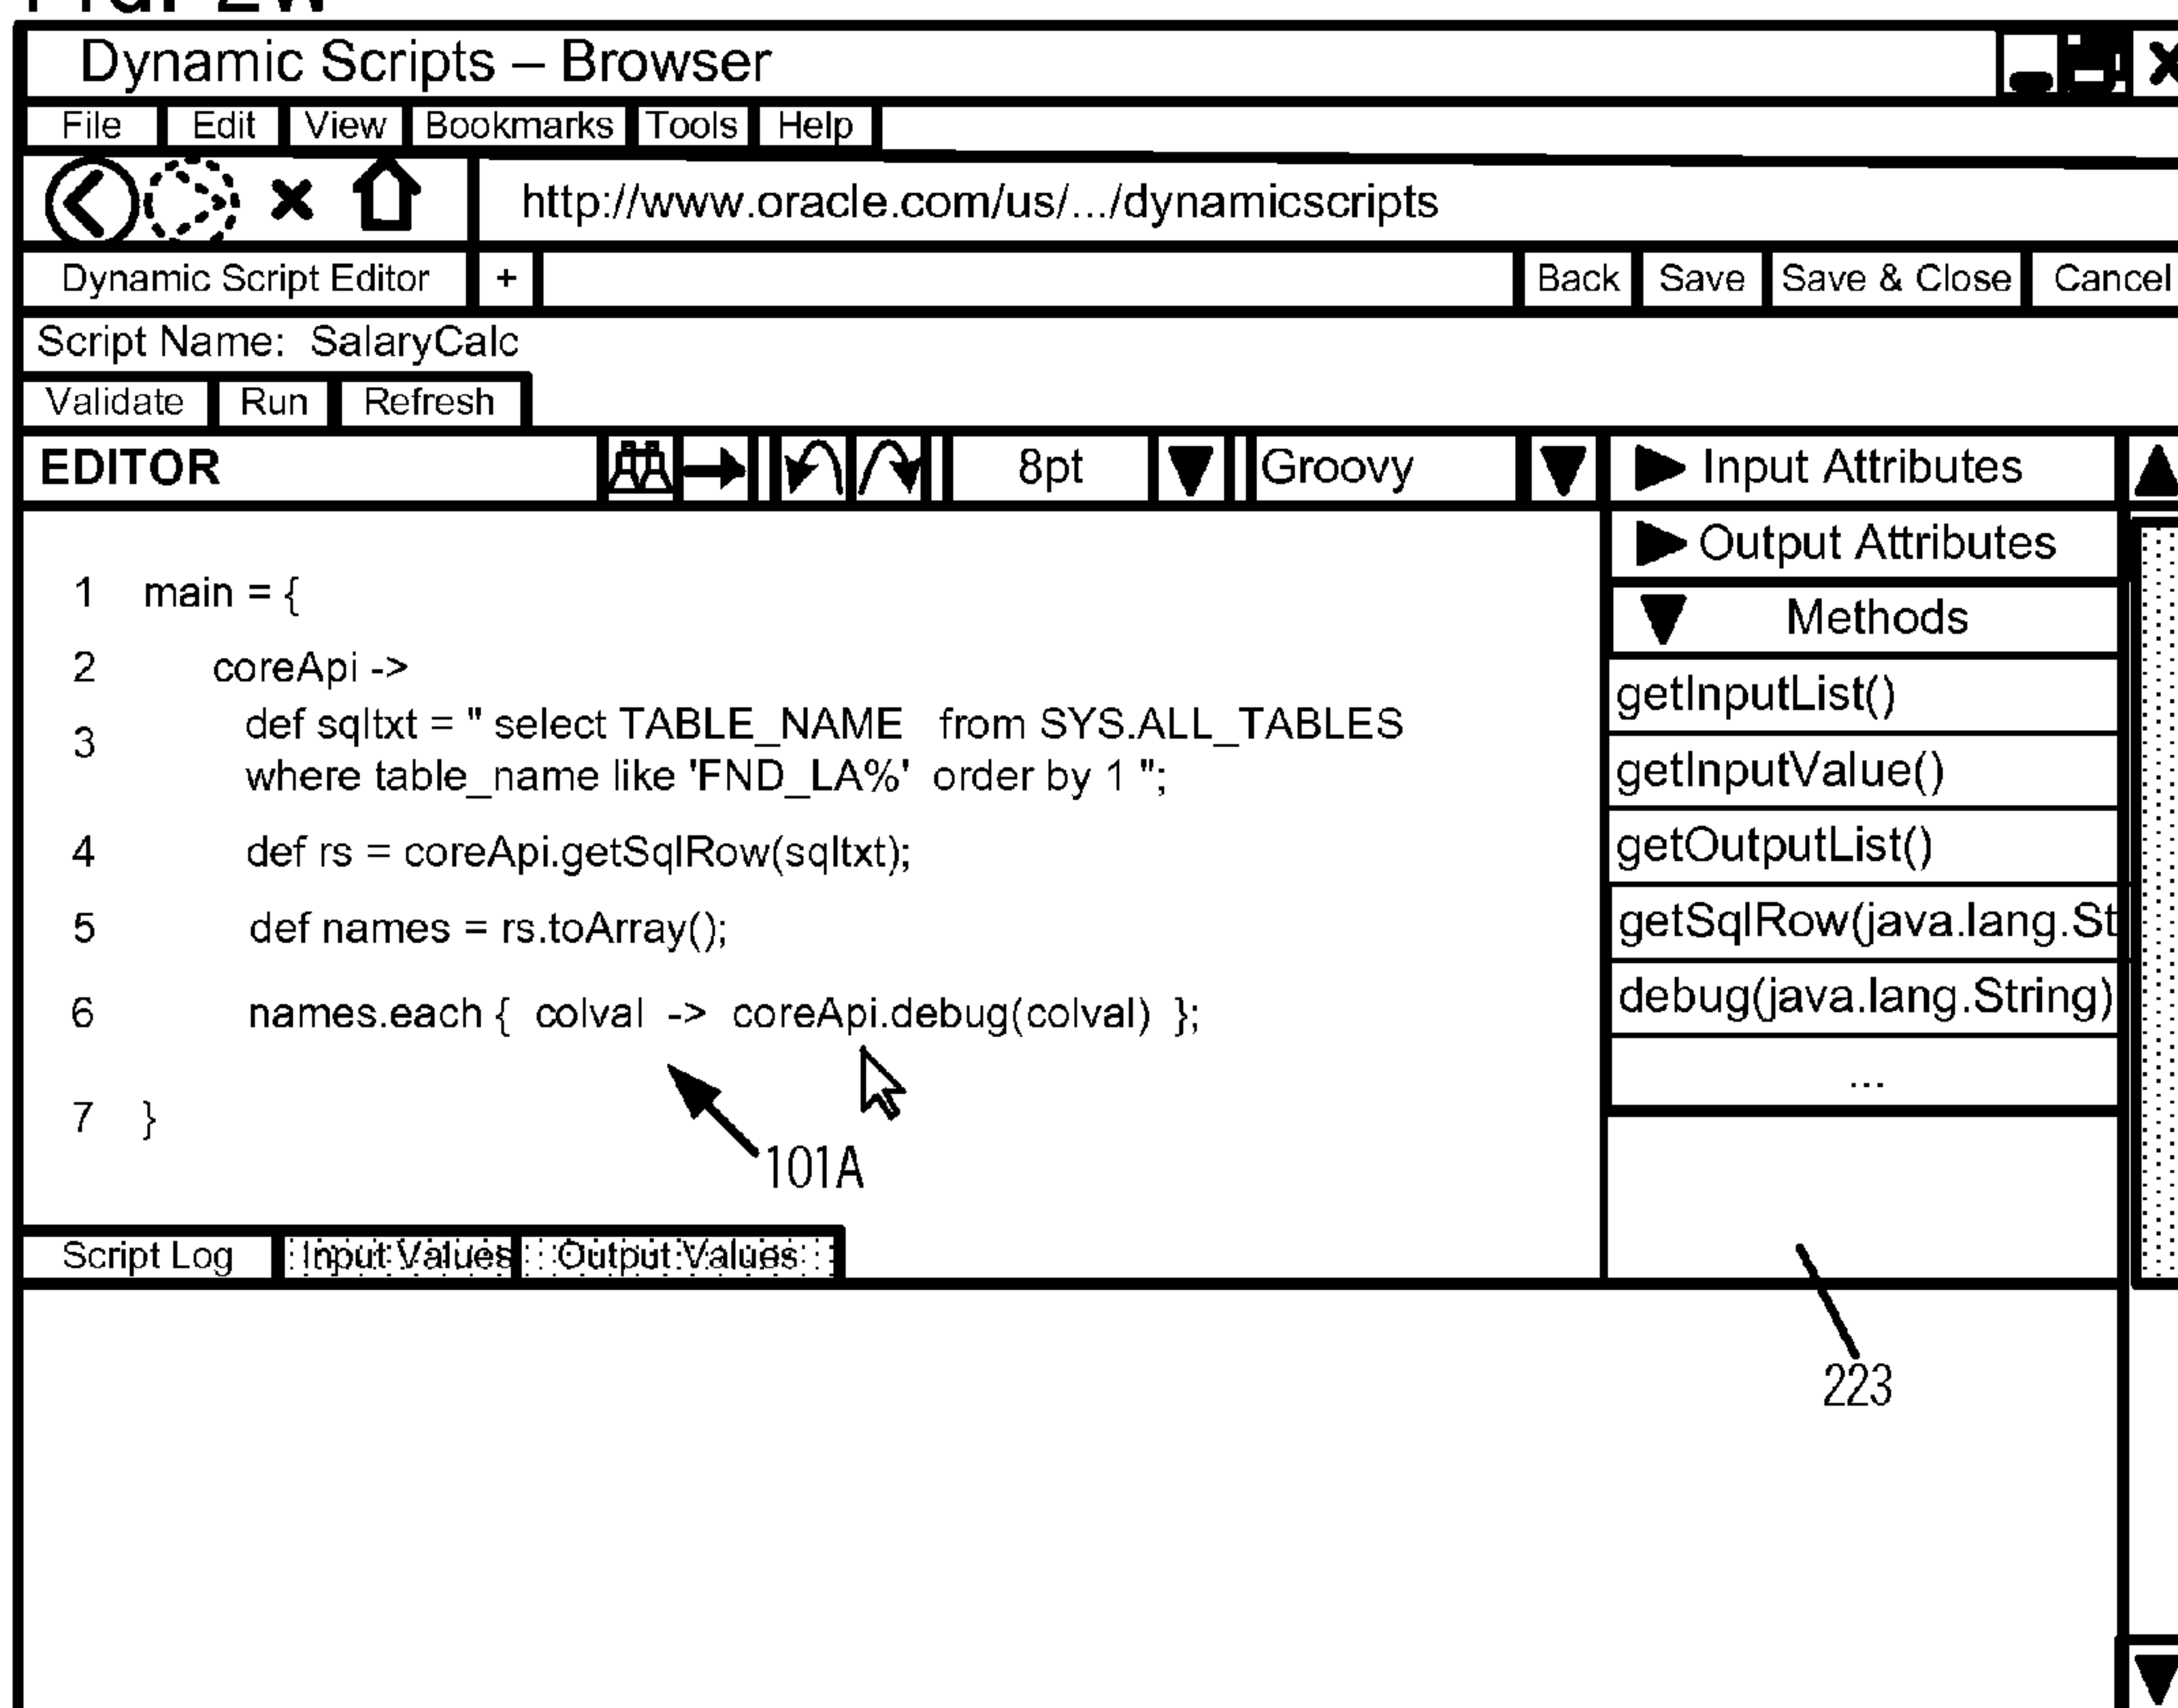 Dynamic Scripts – Browser
File Edit View Bookmarks Tools Help
http://www.oracle.com/us/.../dynamicscripts
Dynamic Script Editor + Back Save Save & Close Cancel
Script Name: SalaryCalc
Validate Run Refresh
EDITOR 8pt Groovy Input Attributes
Output Attributes
Methods
getInputList()
getInputValue()
getOutputList()
getSqlRow(java.lang.St
debug(java.lang.String)
...
1 main = {
2 coreApi ->
3 def sqltxt = " select TABLE_NAME from SYS.ALL_TABLES
where table_name like 'FND_LA%' order by 1 ";
4 def rs = coreApi.getSqlRow(sqltxt);
5 def names = rs.toArray();
6 names.each { colval -> coreApi.debug(colval) };
7 }
101A
Script Log Input Values Output Values
223